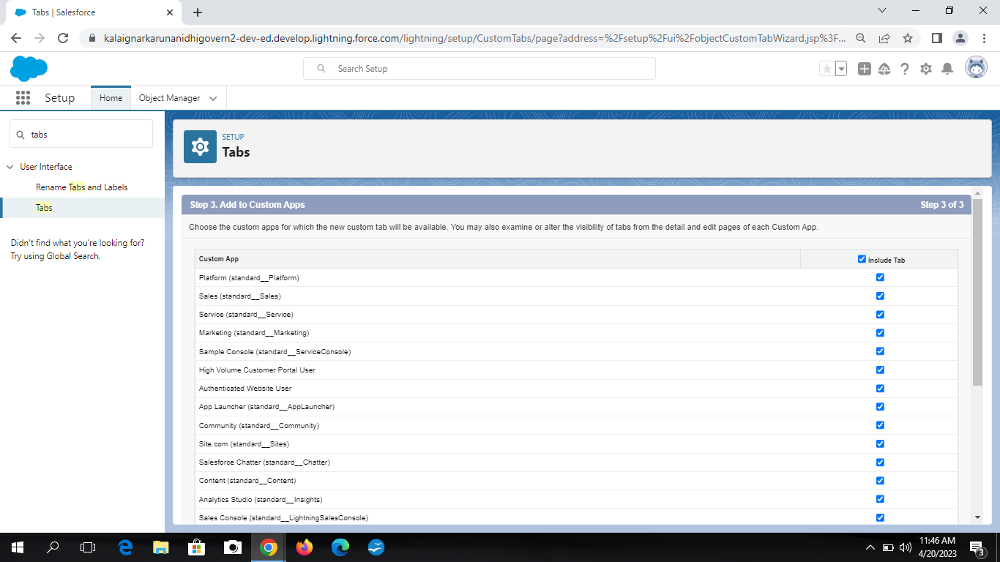 Tabs | Salesforce
kalaignarkarunanidhigovern2-dev-ed.develop.lightning.force.com/lightning/setup/CustomTabs/page?address=%2Fsetup%2Fui%2FobjectCustomTabWizard.jsp%3F...
Search Setup
Setup
Home
Object Manager
tabs
User Interface
Rename Tabs and Labels
Tabs
Didn't find what you're looking for?
Try using Global Search.
SETUP
Tabs
Step 3. Add to Custom Apps
Step 3 of 3
Choose the custom apps for which the new custom tab will be available. You may also examine or alter the visibility of tabs from the detail and edit pages of each Custom App.
Custom App
Include Tab
Platform (standard__Platform)
Sales (standard__Sales)
Service (standard__Service)
Marketing (standard__Marketing)
Sample Console (standard__ServiceConsole)
High Volume Customer Portal User
Authenticated Website User
App Launcher (standard__AppLauncher)
Community (standard__Community)
Site.com (standard__Sites)
Salesforce Chatter (standard__Chatter)
Content (standard__Content)
Analytics Studio (standard__Insights)
Sales Console (standard__LightningSalesConsole)
11:46 AM
4/20/2023
3